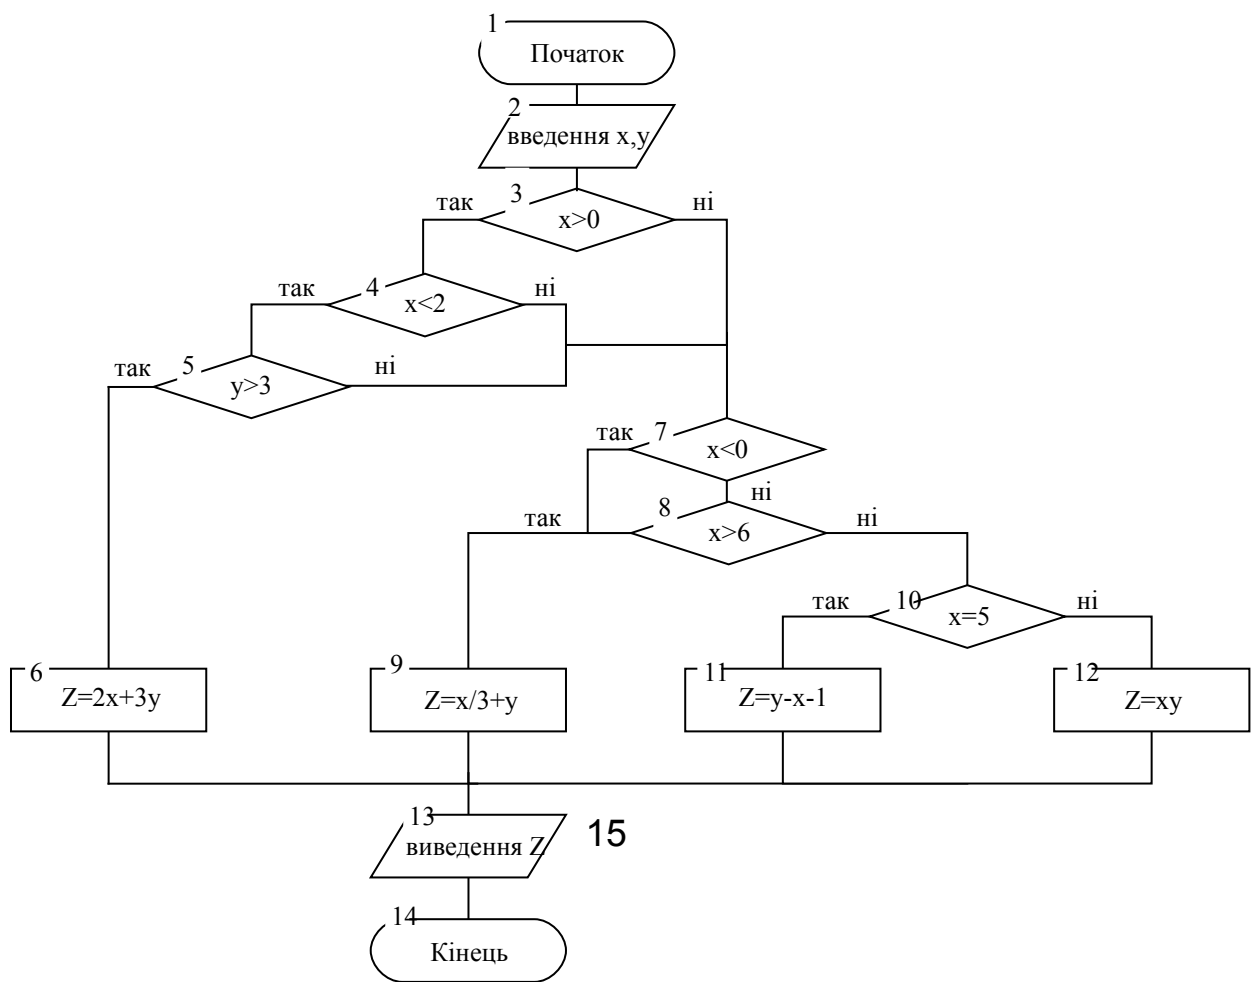 1
Початок
2
введення x,y
3
так
ні
x>0
4
так
ні
x<2
5
так
ні
y>3
7
так
x<0
ні
8
так
ні
x>6
10
так
ні
x=5
6
Z=2x+3y
9
Z=x/3+y
11
Z=y-x-1
12
Z=xy
13
виведення Z
15
14
Кінець